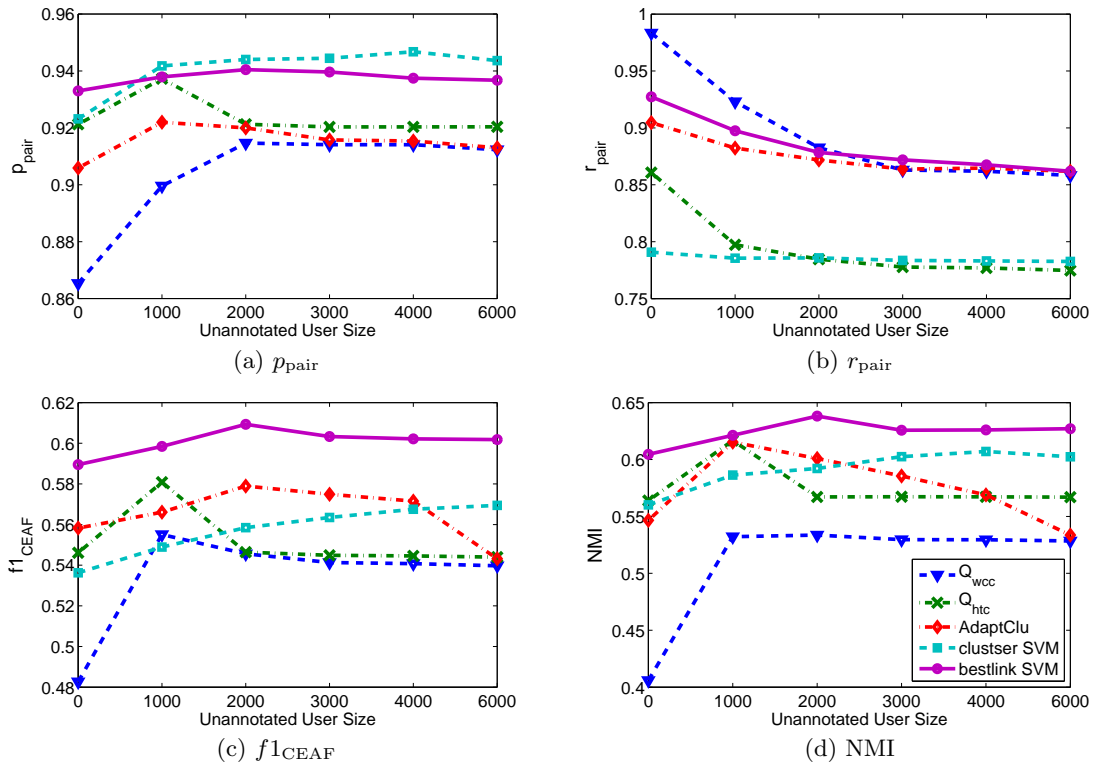 0.96
0.94
0.92
0.9
0.88
0.86
p_pair
0 1000 2000 3000 4000 6000
Unannotated User Size
(a) p_pair
1
0.95
0.9
0.85
0.8
0.75
r_pair
0 1000 2000 3000 4000 6000
Unannotated User Size
(b) r_pair
0.62
0.6
0.58
0.56
0.54
0.5
0.48
f1_CEAF
0 1000 2000 3000 4000 6000
Unannotated User Size
(c) f1_CEAF
0.65
0.6
0.55
0.5
0.45
0.4
NMI
Q_wcc
Q_htc
AdaptClu
clustser SVM
bestlink SVM
0 1000 2000 3000 4000 6000
Unannotated User Size
(d) NMI